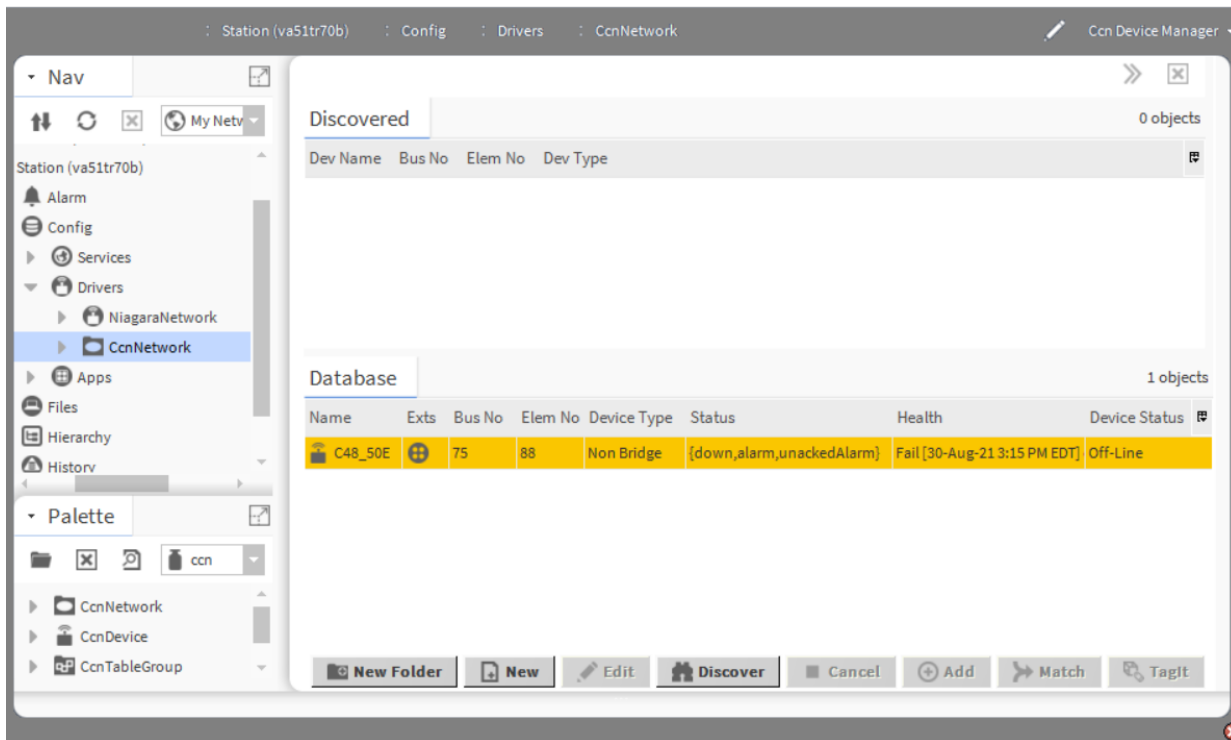 : Station (va51tr70b) : Config : Drivers : CcnNetwork Ccn Device Manager
Nav
My Netw
Station (va51tr70b)
Alarm
Config
Services
Drivers
NiagaraNetwork
CcnNetwork
Apps
Files
Hierarchy
History
Palette
ccn
CcnNetwork
CcnDevice
CcnTableGroup
Discovered 0 objects
Dev Name Bus No Elem No Dev Type
Database 1 objects
Name Exts Bus No Elem No Device Type Status Health Device Status
C48_50E 75 88 Non Bridge {down,alarm,unackedAlarm} Fail [30-Aug-21 3:15 PM EDT] Off-Line
New Folder New Edit Discover Cancel Add Match TagIt